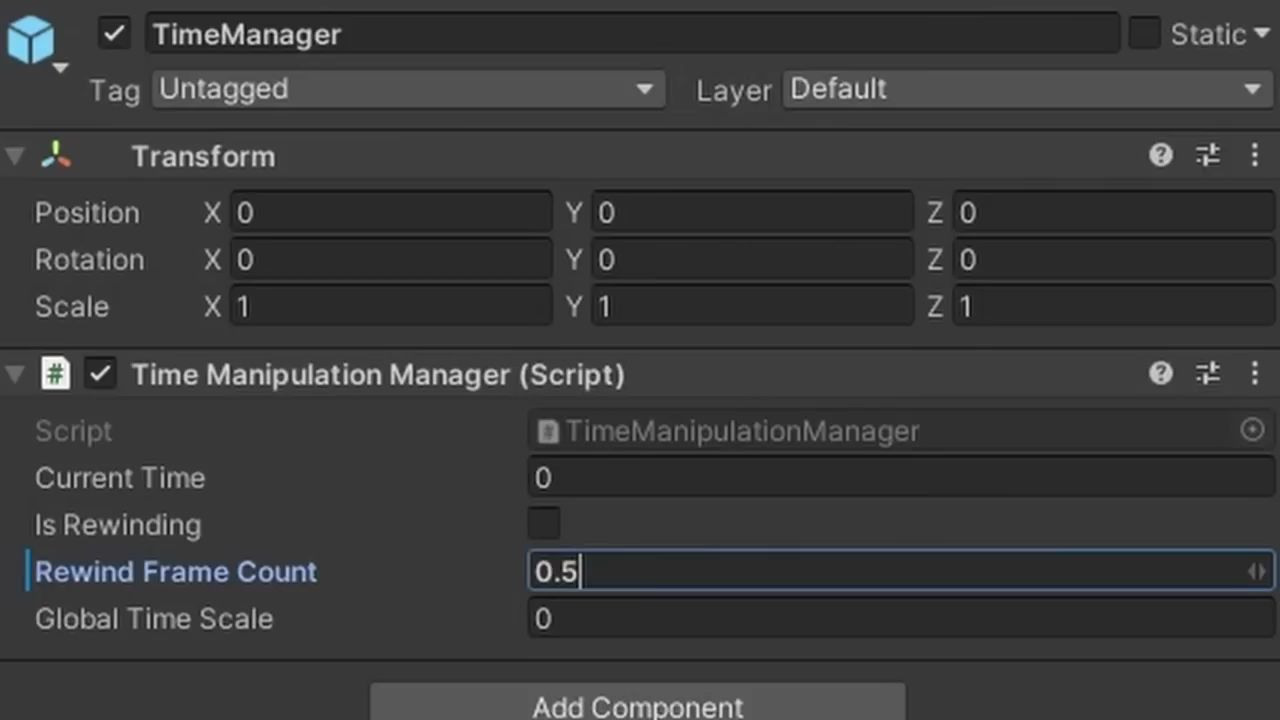 TimeManager Static
Tag Untagged Layer Default
Transform
Position X 0 Y 0 Z 0
Rotation X 0 Y 0 Z 0
Scale X 1 Y 1 Z 1
# Time Manipulation Manager (Script)
Script # TimeManipulationManager
Current Time 0
Is Rewinding
Rewind Frame Count 0.5
Global Time Scale 0
Add Component